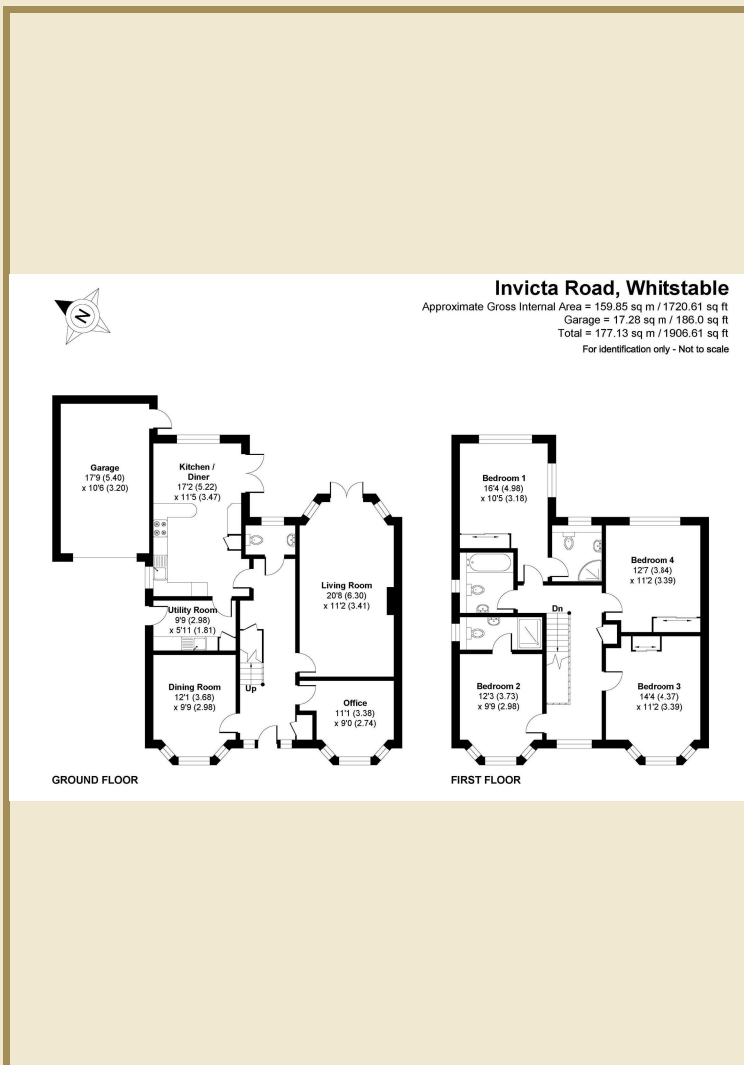 Invicta Road, Whitstable
Approximate Gross Internal Area = 159.85 sq m / 1720.61 sq ft
Garage = 17.28 sq m / 186.0 sq ft
Total = 177.13 sq m / 1906.61 sq ft
For identification only - Not to scale
N
Garage
17'9 (5.40)
x 10'6 (3.20)
Kitchen /
Diner
17'2 (5.22)
x 11'5 (3.47)
Living Room
20'8 (6.30)
x 11'2 (3.41)
Utility Room
9'9 (2.98)
x 5'11 (1.81)
Dining Room
12'1 (3.68)
x 9'9 (2.98)
Up
Office
11'1 (3.38)
x 9'0 (2.74)
GROUND FLOOR
Bedroom 1
16'4 (4.98)
x 10'5 (3.18)
Bedroom 4
12'7 (3.84)
x 11'2 (3.39)
Dn
Bedroom 2
12'3 (3.73)
x 9'9 (2.98)
Bedroom 3
14'4 (4.37)
x 11'2 (3.39)
FIRST FLOOR